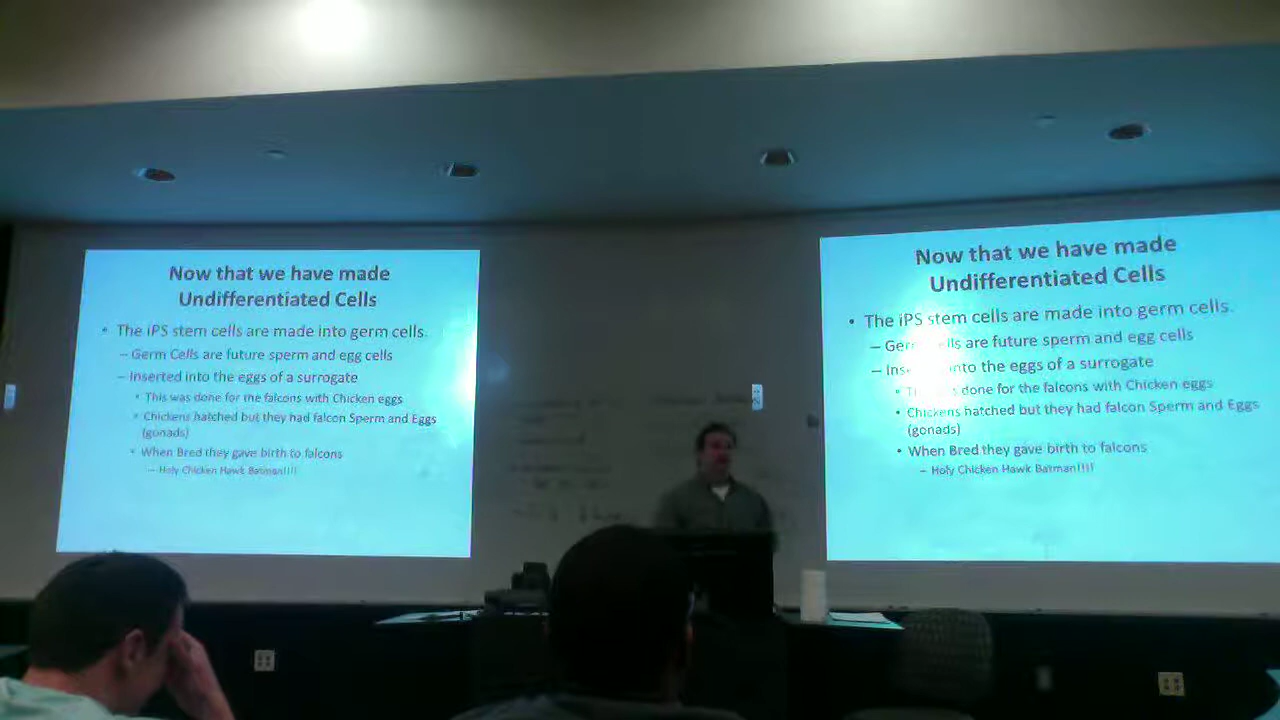 Now that we have made
Undifferentiated Cells
• The iPS stem cells are made into germ cells.
– Germ Cells are future sperm and egg cells
– Inserted into the eggs of a surrogate
• This was done for the falcons with Chicken eggs
• Chickens hatched but they had falcon Sperm and Eggs
(gonads)
• When Bred they gave birth to falcons
– Holy Chicken Hawk Batman!!!!
Now that we have made
Undifferentiated Cells
• The iPS stem cells are made into germ cells.
– Germ Cells are future sperm and egg cells
– Inserted into the eggs of a surrogate
• This was done for the falcons with Chicken eggs
• Chickens hatched but they had falcon Sperm and Eggs
(gonads)
• When Bred they gave birth to falcons
– Holy Chicken Hawk Batman!!!!